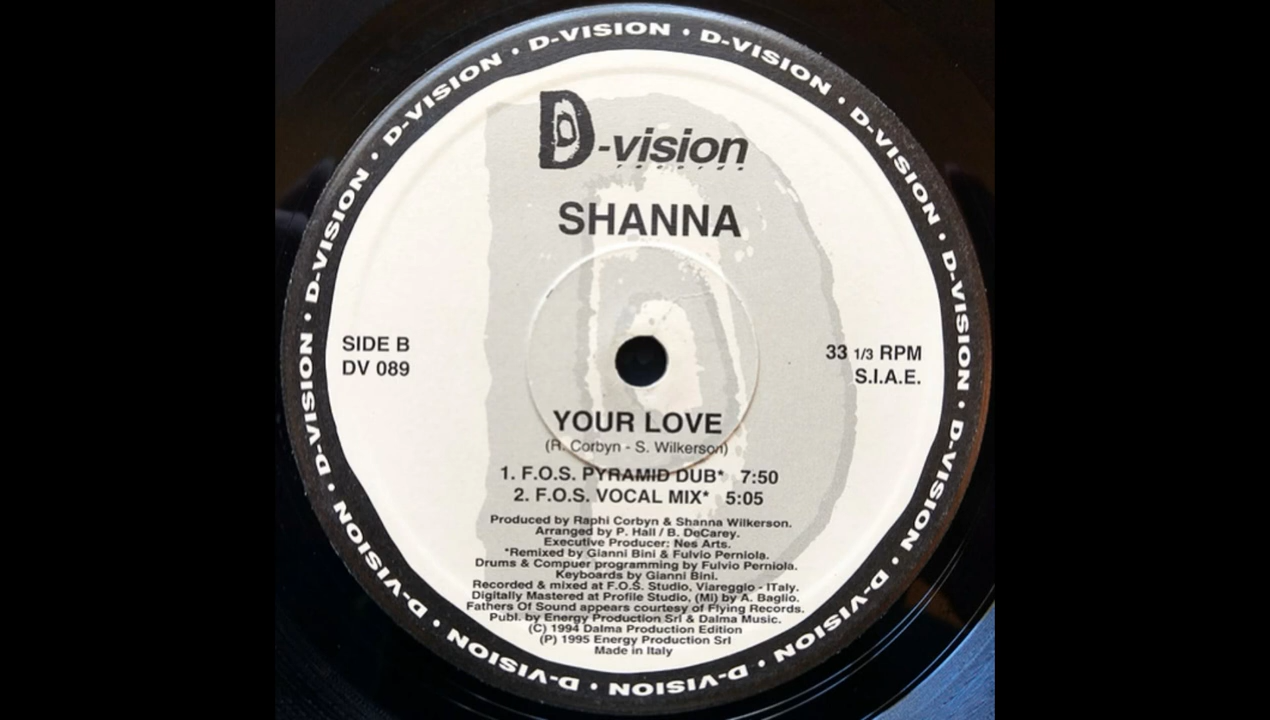 D-VISION • D-VISION • D-VISION • D-VISION • D-VISION • D-VISION • D-VISION • D-VISION • D-VISION • D-VISION • D-VISION • D-VISION • D-VISION •
D-vision
records
SHANNA
SIDE B
DV 089
33 1/3 RPM
S.I.A.E.
YOUR LOVE
(R. Corbyn - S. Wilkerson)
1. F.O.S. PYRAMID DUB* 7:50
2. F.O.S. VOCAL MIX* 5:05
Produced by Raphi Corbyn & Shanna Wilkerson.
Arranged by P. Hall / B. DeCarey.
Executive Producer: Nes Arts.
*Remixed by Gianni Bini & Fulvio Perniola.
Drums & Compuer programming by Fulvio Perniola.
Keyboards by Gianni Bini.
Recorded & mixed at F.O.S. Studio, Viareggio - ITaly.
Digitally Mastered at Profile Studio, (Mi) by A. Baglio.
Fathers Of Sound appears courtesy of Flying Records.
Publ. by Energy Production Srl & Dalma Music.
(C) 1994 Dalma Production Edition
(P) 1995 Energy Production Srl
Made in Italy